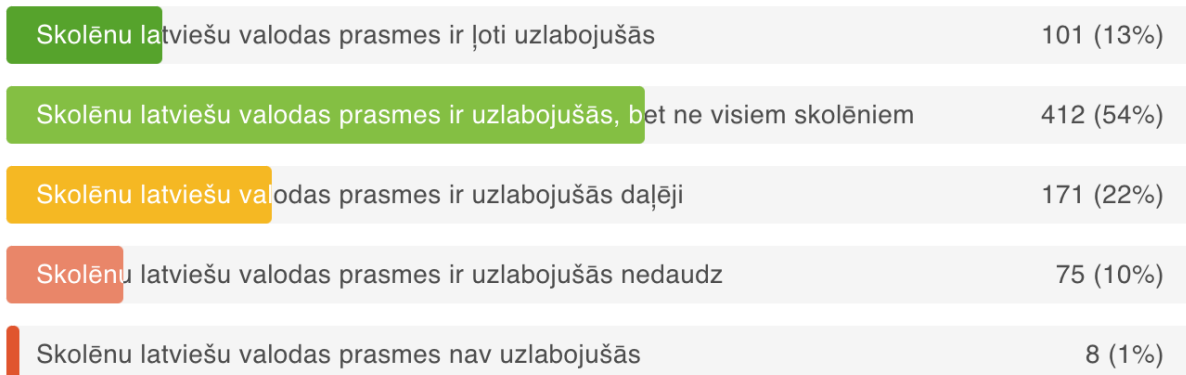 Skolēnu latviešu valodas prasmes ir ļoti uzlabojušās 101 (13%)
Skolēnu latviešu valodas prasmes ir uzlabojušās, bet ne visiem skolēniem 412 (54%)
Skolēnu latviešu valodas prasmes ir uzlabojušās daļēji 171 (22%)
Skolēnu latviešu valodas prasmes ir uzlabojušās nedaudz 75 (10%)
Skolēnu latviešu valodas prasmes nav uzlabojušās 8 (1%)